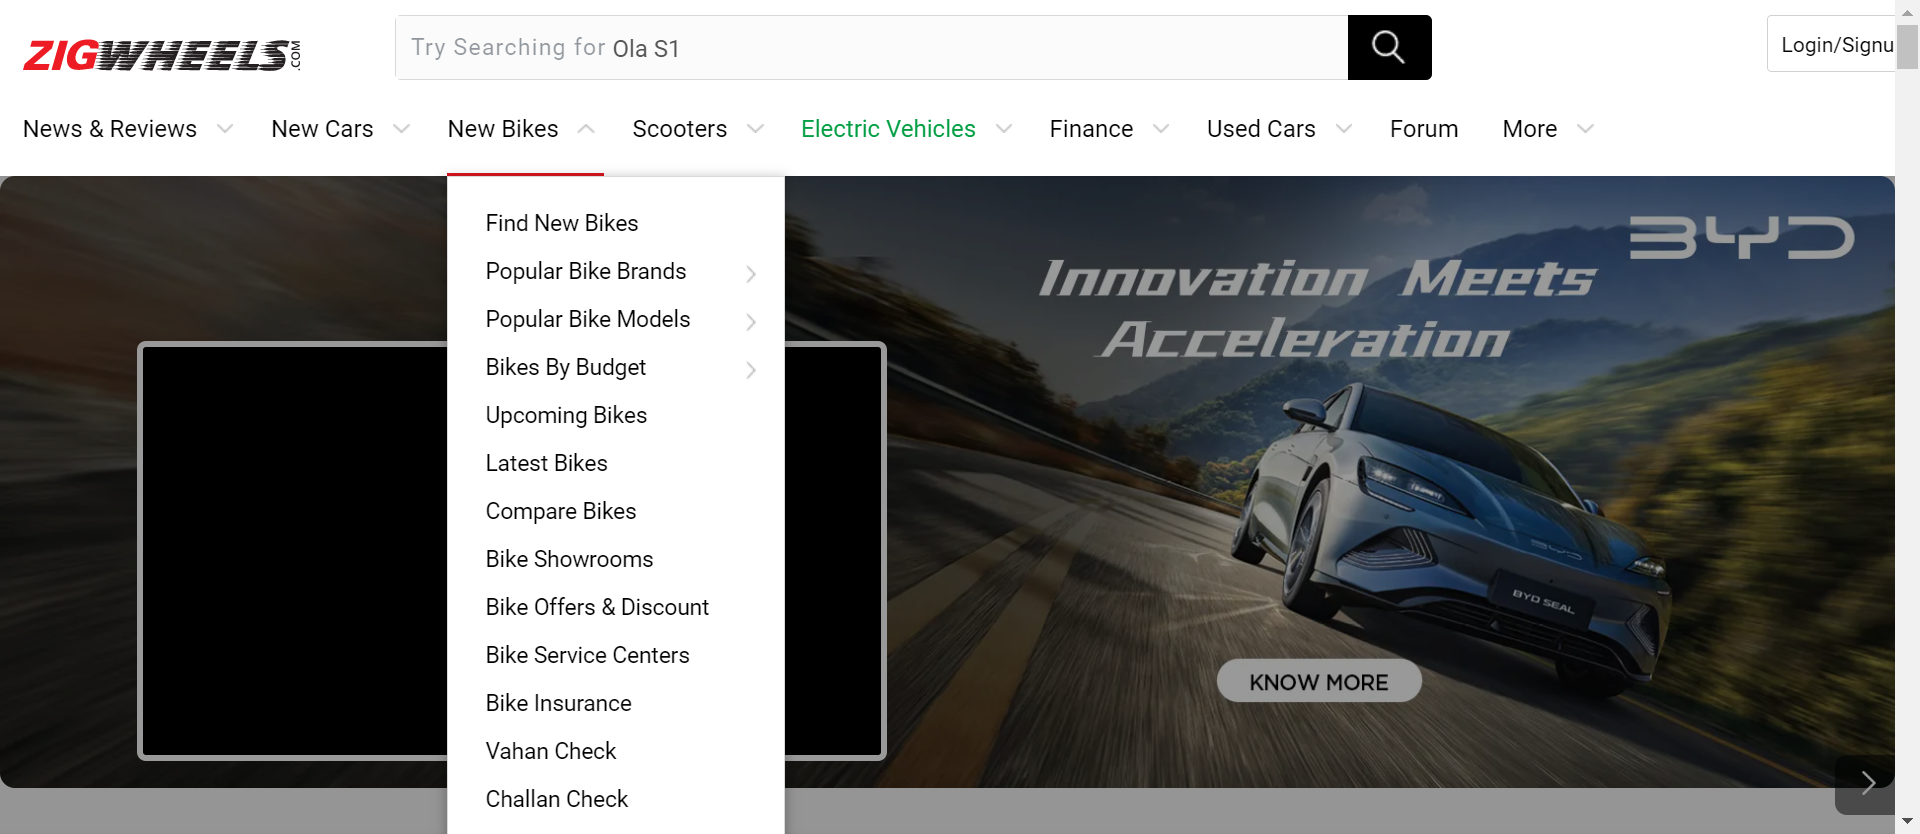 ZIGWHEELS.COM
Try Searching for Ola S1
Login/Signu
News & Reviews
New Cars
New Bikes
Scooters
Electric Vehicles
Finance
Used Cars
Forum
More
Find New Bikes
Popular Bike Brands
Popular Bike Models
Bikes By Budget
Upcoming Bikes
Latest Bikes
Compare Bikes
Bike Showrooms
Bike Offers & Discount
Bike Service Centers
Bike Insurance
Vahan Check
Challan Check
BYD
Innovation Meets
Acceleration
BYD
BYD SEAL
KNOW MORE